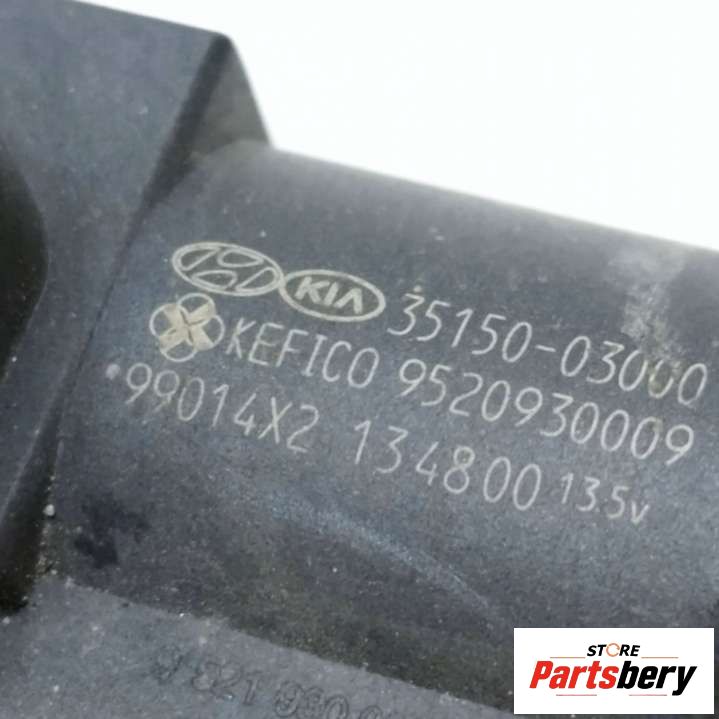 KIA 35150-03000
KEFICO 9520930009
99014X2 134800 13.5v
STORE
Partsbery